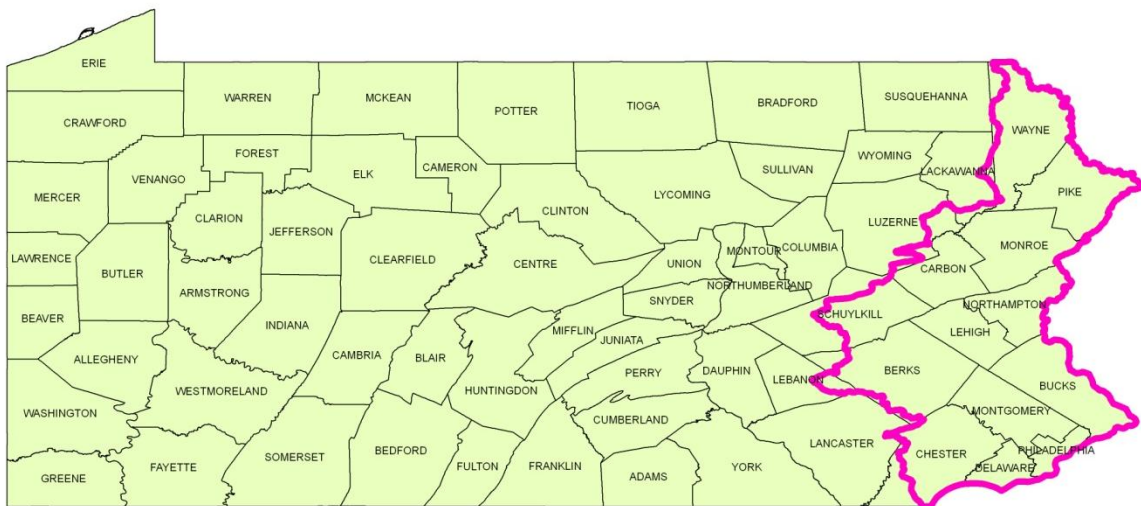 ERIE
WARREN
MCKEAN
POTTER
TIOGA
BRADFORD
SUSQUEHANNA
WAYNE
CRAWFORD
FOREST
ELK
CAMERON
SULLIVAN
WYOMING
LACKAWANNA
PIKE
MERCER
VENANGO
CLARION
JEFFERSON
CLINTON
LYCOMING
LUZERNE
MONROE
LAWRENCE
BUTLER
CLEARFIELD
CENTRE
UNION
MONTOUR
COLUMBIA
CARBON
BEAVER
ARMSTRONG
INDIANA
SNYDER
NORTHUMBERLAND
SCHUYLKILL
NORTHAMPTON
LEHIGH
ALLEGHENY
CAMBRIA
BLAIR
MIFFLIN
JUNIATA
WESTMORELAND
HUNTINGDON
PERRY
DAUPHIN
LEBANON
BERKS
BUCKS
WASHINGTON
CUMBERLAND
MONTGOMERY
LANCASTER
GREENE
FAYETTE
SOMERSET
BEDFORD
FULTON
FRANKLIN
ADAMS
YORK
CHESTER
DELAWARE
PHILADELPHIA